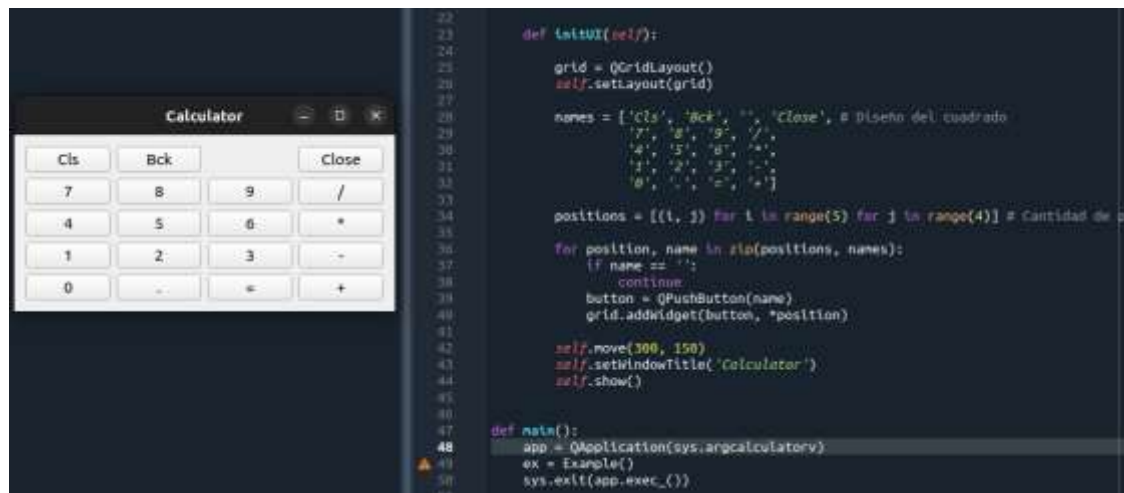 Calculator
Cls Bck Close
7 8 9 /
4 5 6 *
1 2 3 -
0 . = +
22
23 def initUI(self):
24
25 grid = QGridLayout()
26 self.setLayout(grid)
27
28 names = ['Cls', 'Bck', '', 'Close', # Diseño del cuadrado
29 '7', '8', '9', '/',
30 '4', '5', '6', '*',
31 '1', '2', '3', '-',
32 '0', '.', '=', '+']
33
34 positions = [(i, j) for i in range(5) for j in range(4)] # Cantidad de
35
36 for position, name in zip(positions, names):
37 if name == '':
38 continue
39 button = QPushButton(name)
40 grid.addWidget(button, *position)
41
42 self.move(300, 150)
43 self.setWindowTitle('Calculator')
44 self.show()
45
46
47 def main():
48 app = QApplication(sys.argcalculatorv)
49 ex = Example()
50 sys.exit(app.exec_())